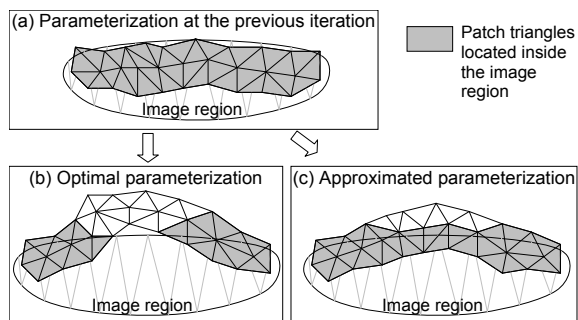 (a) Parameterization at the previous iteration
Image region
Patch triangles
located inside
the image
region
(b) Optimal parameterization
Image region
(c) Approximated parameterization
Image region